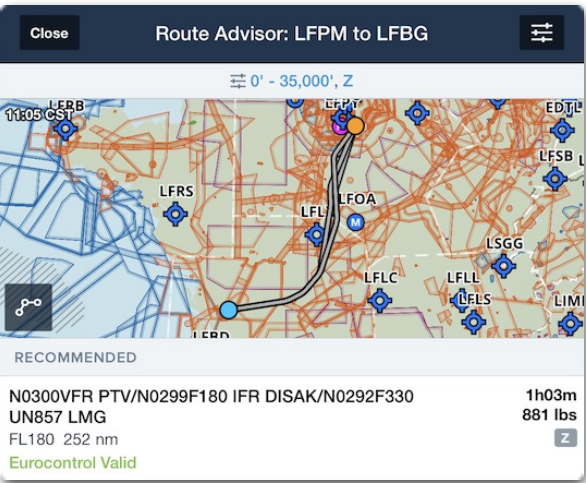 Close
Route Advisor: LFPM to LFBG
0' - 35,000', Z
11:05 CST
LFRB
LFPY
EDTL
LFSB
LFRS
LFOA
M
LSGG
LFLC
LFLL
LFLS
LIMF
LFBD
RECOMMENDED
N0300VFR PTV/N0299F180 IFR DISAK/N0292F330
1h03m
UN857 LMG
881 lbs
FL180 252 nm
Z
Eurocontrol Valid